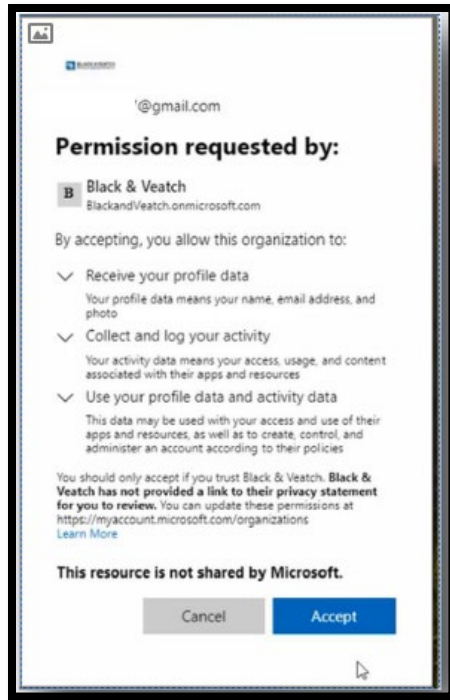 BLACK & VEATCH
'@gmail.com
Permission requested by:
B Black & Veatch
BlackandVeatch.onmicrosoft.com
By accepting, you allow this organization to:
Receive your profile data
Your profile data means your name, email address, and
photo
Collect and log your activity
Your activity data means your access, usage, and content
associated with their apps and resources
Use your profile data and activity data
This data may be used with your access and use of their
apps and resources, as well as to create, control, and
administer an account according to their policies
You should only accept if you trust Black & Veatch. Black &
Veatch has not provided a link to their privacy statement
for you to review. You can update these permissions at
https://myaccount.microsoft.com/organizations
Learn More
This resource is not shared by Microsoft.
Cancel Accept